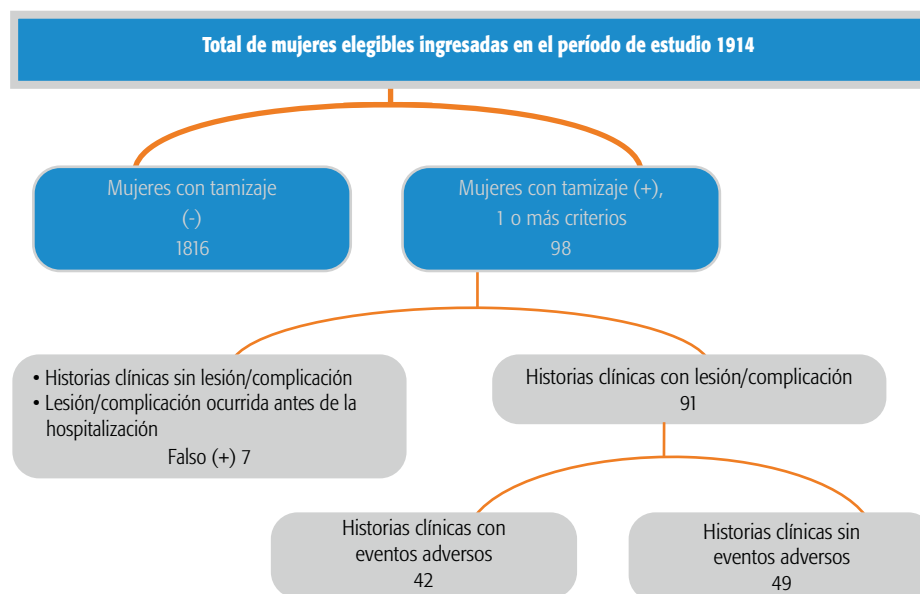 Total de mujeres elegibles ingresadas en el período de estudio 1914
Mujeres con tamizaje
(-)
1816
Mujeres con tamizaje (+),
1 o más criterios
98
• Historias clínicas sin lesión/complicación
• Lesión/complicación ocurrida antes de la
hospitalización
Falso (+) 7
Historias clínicas con lesión/complicación
91
Historias clínicas con
eventos adversos
42
Historias clínicas sin
eventos adversos
49